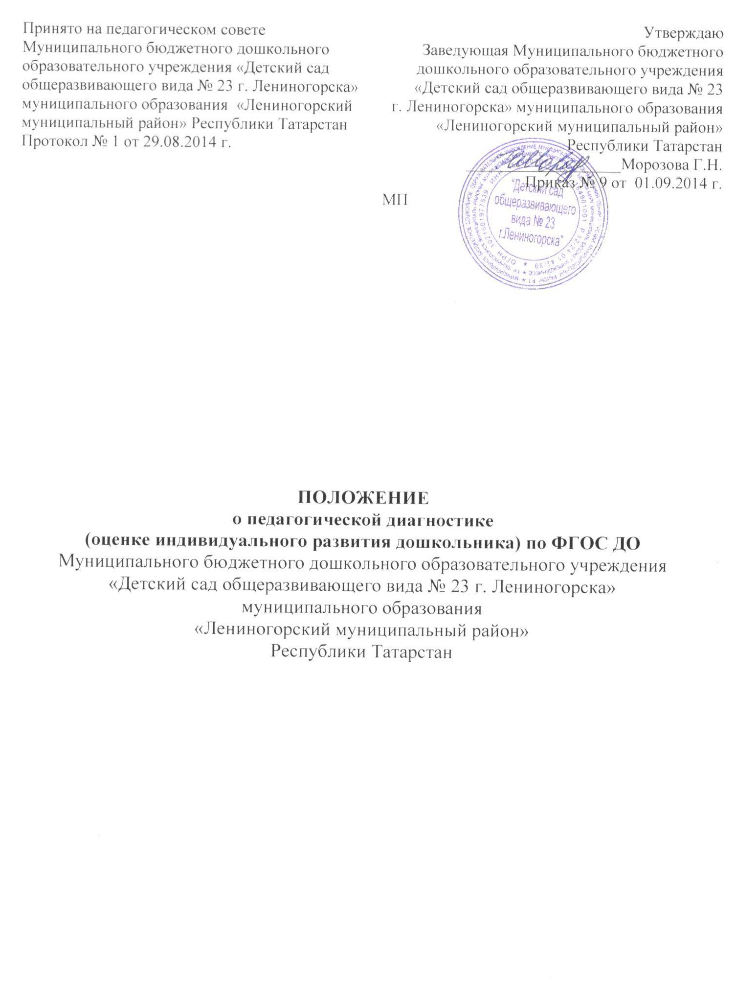 Принято на педагогическом совете
Муниципального бюджетного дошкольного
образовательного учреждения «Детский сад
общеразвивающего вида № 23 г. Лениногорска»
муниципального образования «Лениногорский
муниципальный район» Республики Татарстан
Протокол № 1 от 29.08.2014 г.
Утверждаю
Заведующая Муниципального бюджетного
дошкольного образовательного учреждения
«Детский сад общеразвивающего вида № 23
г. Лениногорска» муниципального образования
«Лениногорский муниципальный район»
Республики Татарстан
Морозова Г.Н.
Приказ № 9 от 01.09.2014 г.
МП
"Детский сад
общеразвивающего
вида № 23
г.Лениногорска"
ПОЛОЖЕНИЕ
о педагогической диагностике
(оценке индивидуального развития дошкольника) по ФГОС ДО
Муниципального бюджетного дошкольного образовательного учреждения
«Детский сад общеразвивающего вида № 23 г. Лениногорска»
муниципального образования
«Лениногорский муниципальный район»
Республики Татарстан